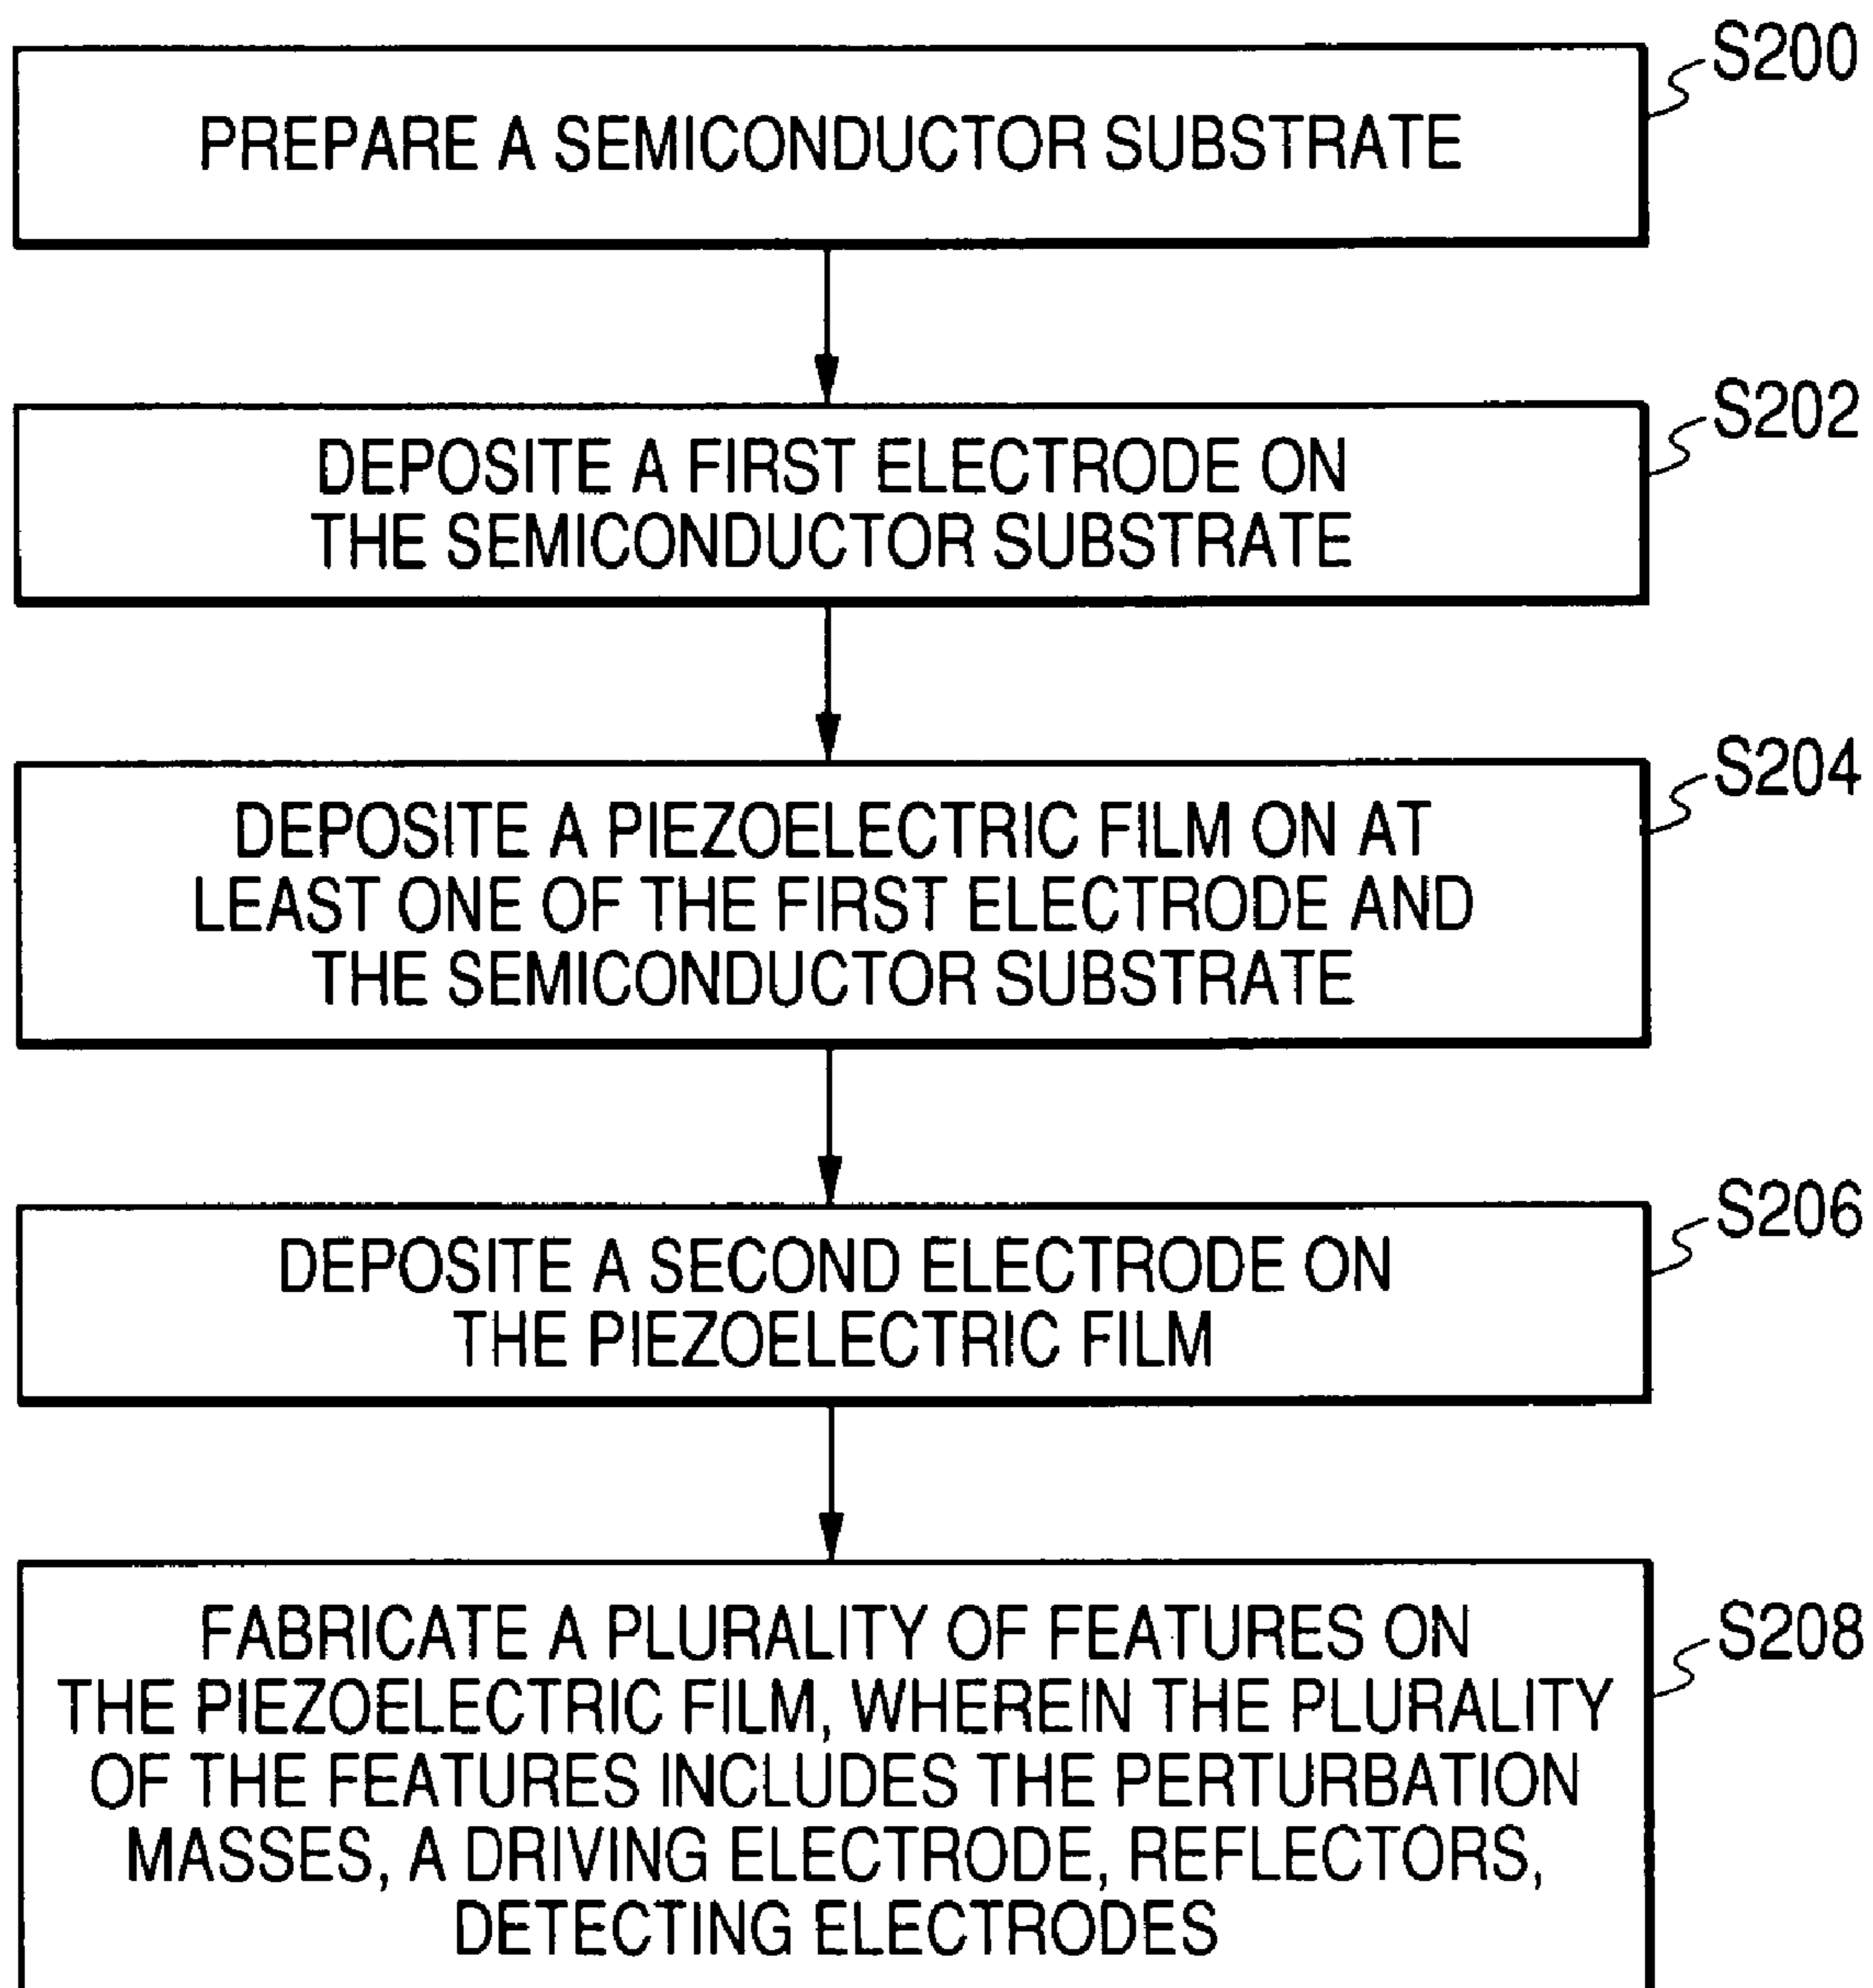 S200
PREPARE A SEMICONDUCTOR SUBSTRATE
S202
DEPOSITE A FIRST ELECTRODE ON
THE SEMICONDUCTOR SUBSTRATE
S204
DEPOSITE A PIEZOELECTRIC FILM ON AT
LEAST ONE OF THE FIRST ELECTRODE AND
THE SEMICONDUCTOR SUBSTRATE
S206
DEPOSITE A SECOND ELECTRODE ON
THE PIEZOELECTRIC FILM
S208
FABRICATE A PLURALITY OF FEATURES ON
THE PIEZOELECTRIC FILM, WHEREIN THE PLURALITY
OF THE FEATURES INCLUDES THE PERTURBATION
MASSES, A DRIVING ELECTRODE, REFLECTORS,
DETECTING ELECTRODES